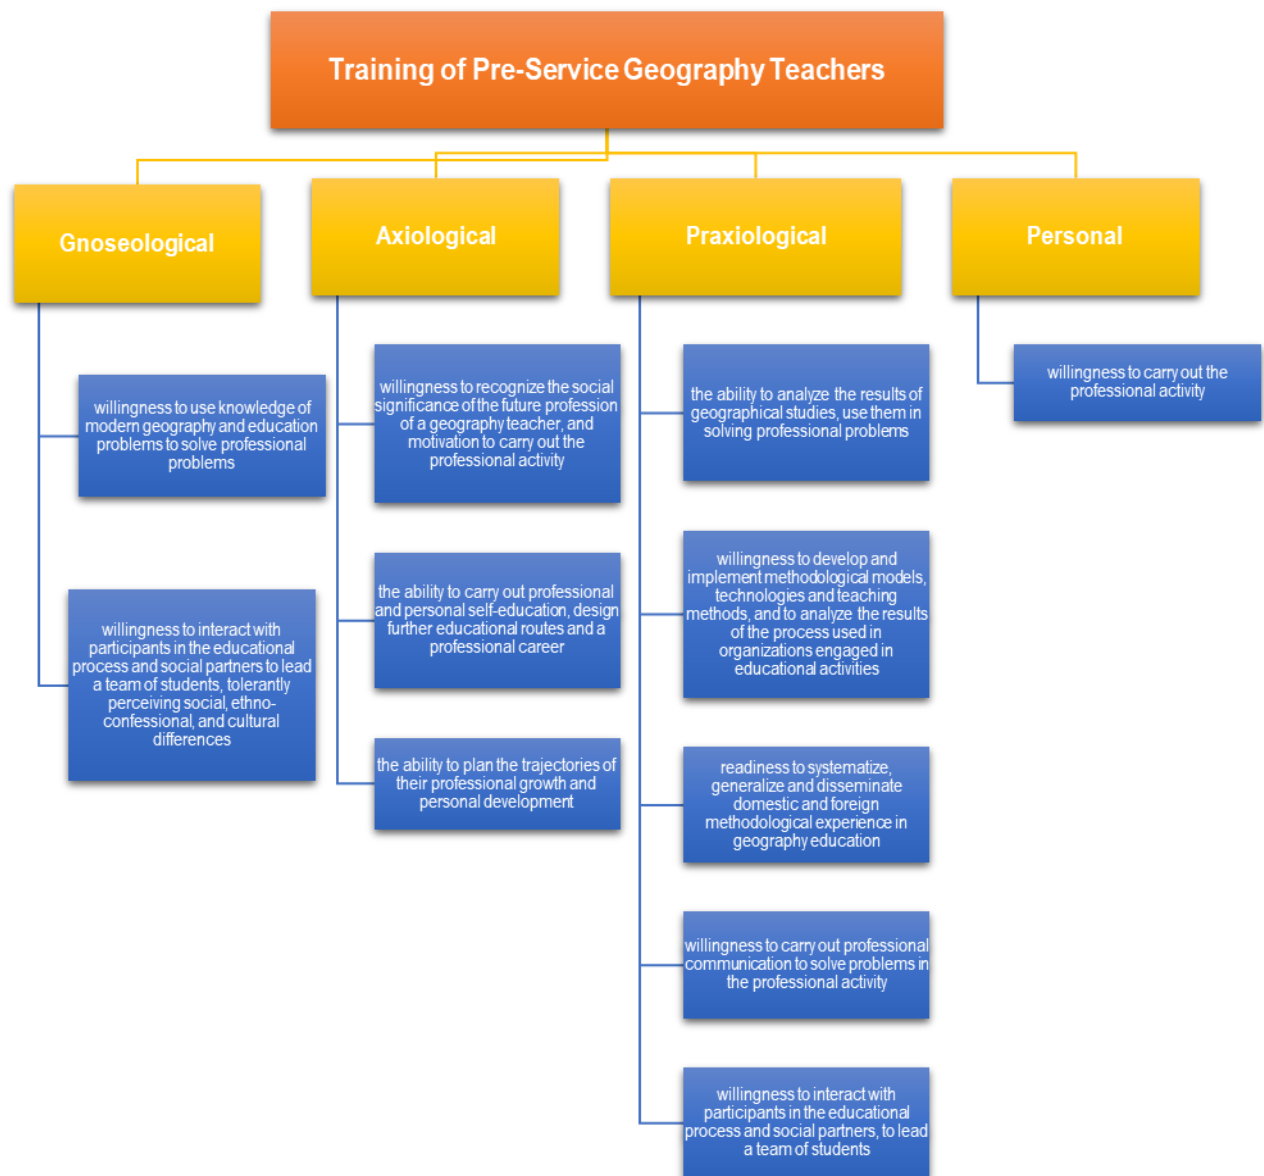 Training of Pre-Service Geography Teachers
Gnoseological
willingness to use knowledge of
modern geography and education
problems to solve professional
problems
willingness to interact with
participants in the educational
process and social partners to lead
a team of students, tolerantly
perceiving social, ethno-
confessional, and cultural
differences
Axiological
willingness to recognize the social
significance of the future profession
of a geography teacher, and
motivation to carry out the
professional activity
the ability to carry out professional
and personal self-education, design
further educational routes and a
professional career
the ability to plan the trajectories of
their professional growth and
personal development
Praxiological
the ability to analyze the results of
geographical studies, use them in
solving professional problems
willingness to develop and
implement methodological models,
technologies and teaching
methods, and to analyze the
results of the process used in
organizations engaged in
educational activities
readiness to systematize,
generalize and disseminate
domestic and foreign
methodological experience in
geography education
willingness to carry out professional
communication to solve problems in
the professional activity
willingness to interact with
participants in the educational
process and social partners, to lead
a team of students
Personal
willingness to carry out the
professional activity